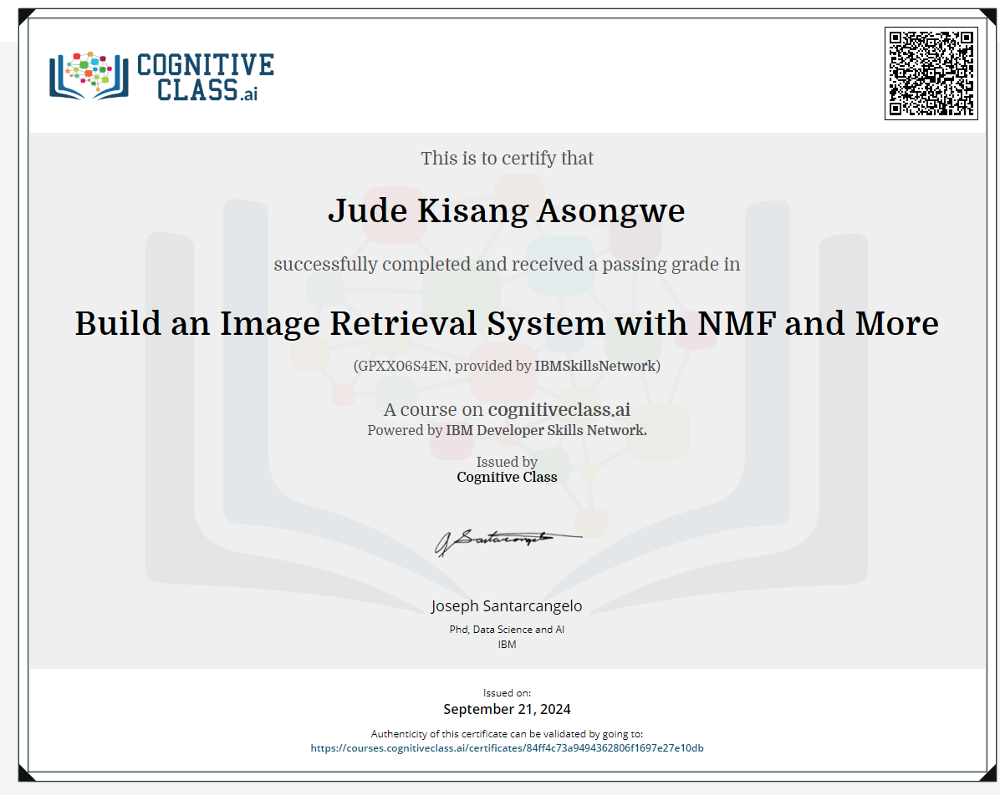 COGNITIVE
CLASS.ai
This is to certify that
Jude Kisang Asongwe
successfully completed and received a passing grade in
Build an Image Retrieval System with NMF and More
(GPXX06S4EN, provided by IBMSkillsNetwork)
A course on cognitiveclass.ai
Powered by IBM Developer Skills Network.
Issued by
Cognitive Class
J Santarcangelo
Joseph Santarcangelo
Phd, Data Science and AI
IBM
Issued on:
September 21, 2024
Authenticity of this certificate can be validated by going to:
https://courses.cognitiveclass.ai/certificates/84ff4c73a9494362806f1697e27e10db